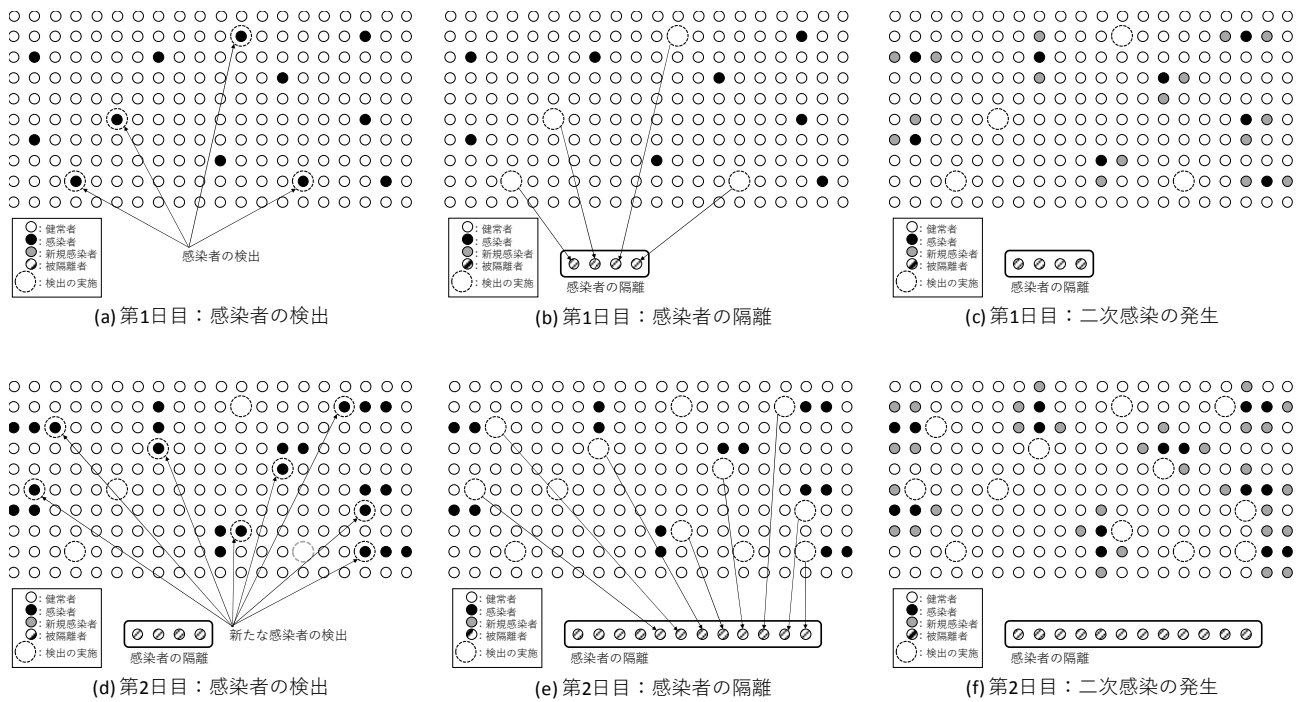 ○: 健常者
●: 感染者
: 新規感染者
: 被隔離者
: 検出の実施
感染者の検出
(a) 第1日目：感染者の検出
: 健常者
: 感染者
: 新規感染者
: 被隔離者
: 検出の実施
感染者の隔離
(b) 第1日目：感染者の隔離
: 健常者
: 感染者
: 新規感染者
: 被隔離者
: 検出の実施
感染者の隔離
(c) 第1日目：二次感染の発生
: 健常者
: 感染者
: 新規感染者
: 被隔離者
: 検出の実施
新たな感染者の検出
感染者の隔離
(d) 第2日目：感染者の検出
: 健常者
: 感染者
: 新規感染者
: 被隔離者
: 検出の実施
感染者の隔離
(e) 第2日目：感染者の隔離
: 健常者
: 感染者
: 新規感染者
: 被隔離者
: 検出の実施
感染者の隔離
(f) 第2日目：二次感染の発生